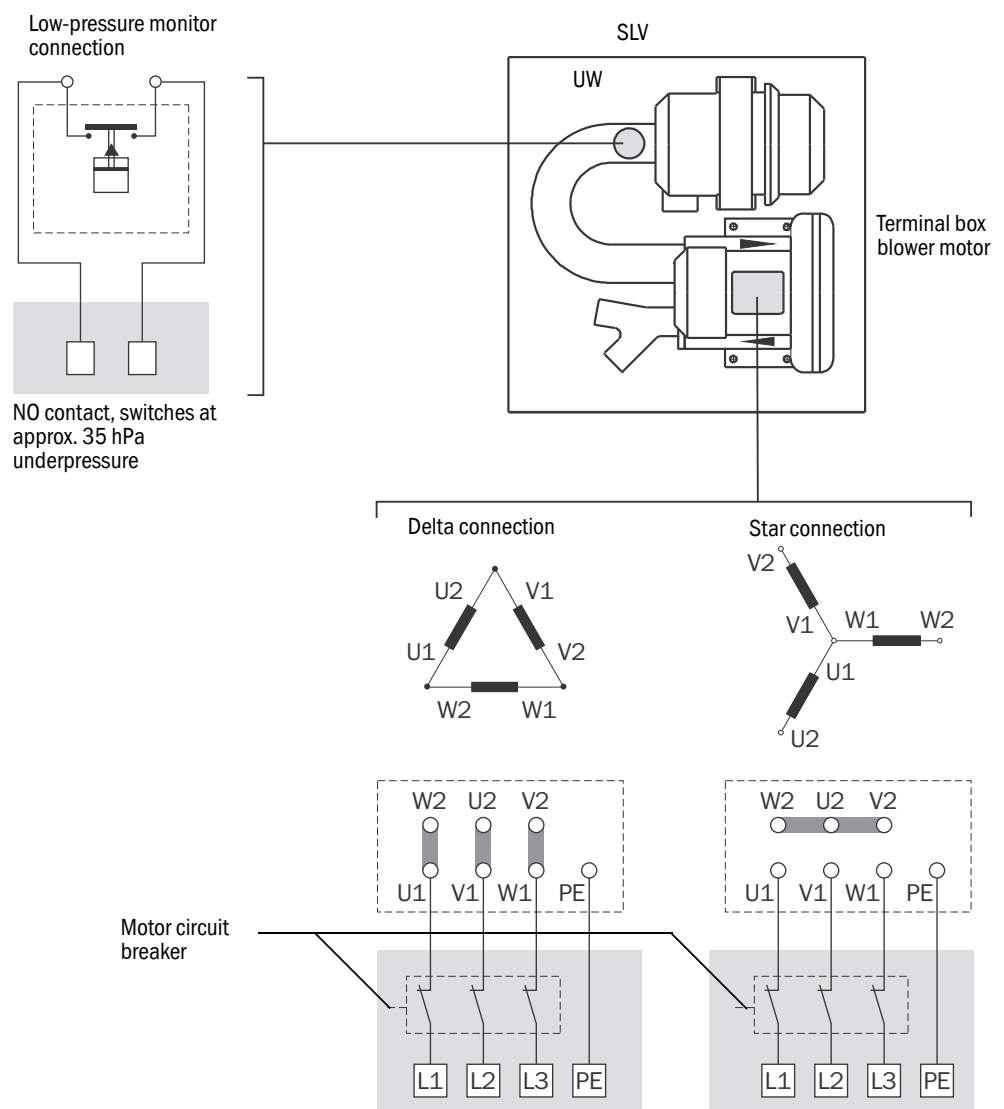 Low-pressure monitor
connection
SLV
UW
Terminal box
blower motor
NO contact, switches at
approx. 35 hPa
underpressure
Delta connection
Star connection
U2
V1
U1
V2
W2
W1
V2
V1
W1
W2
U1
U2
W2
U2
V2
U1
V1
W1
PE
W2
U2
V2
U1
V1
W1
PE
Motor circuit
breaker
L1
L2
L3
PE
L1
L2
L3
PE